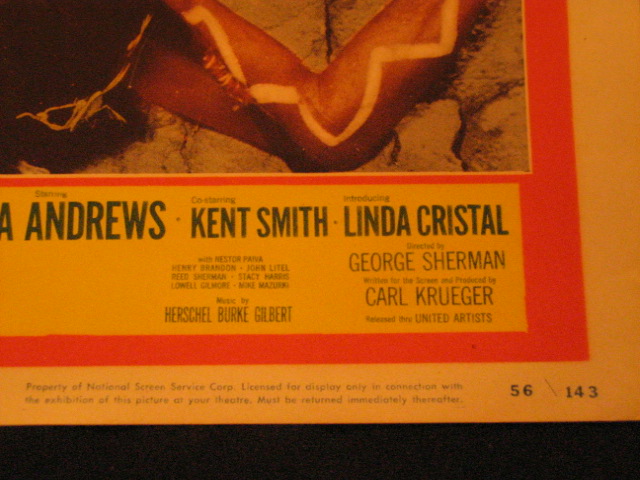 Starring
A ANDREWS · Co-starring KENT SMITH · Introducing LINDA CRISTAL
with NESTOR PAIVA
HENRY BRANDON - JOHN LITEL
REED SHERMAN - STACY HARRIS
LOWELL GILMORE - MIKE MAZURKI
Music by
HERSCHEL BURKE GILBERT
Directed by
GEORGE SHERMAN
Written for the Screen and Produced by
CARL KRUEGER
Released thru UNITED ARTISTS
Property of National Screen Service Corp. Licensed for display only in connection with
the exhibition of this picture at your theatre. Must be returned immediately thereafter.
56 \ 143